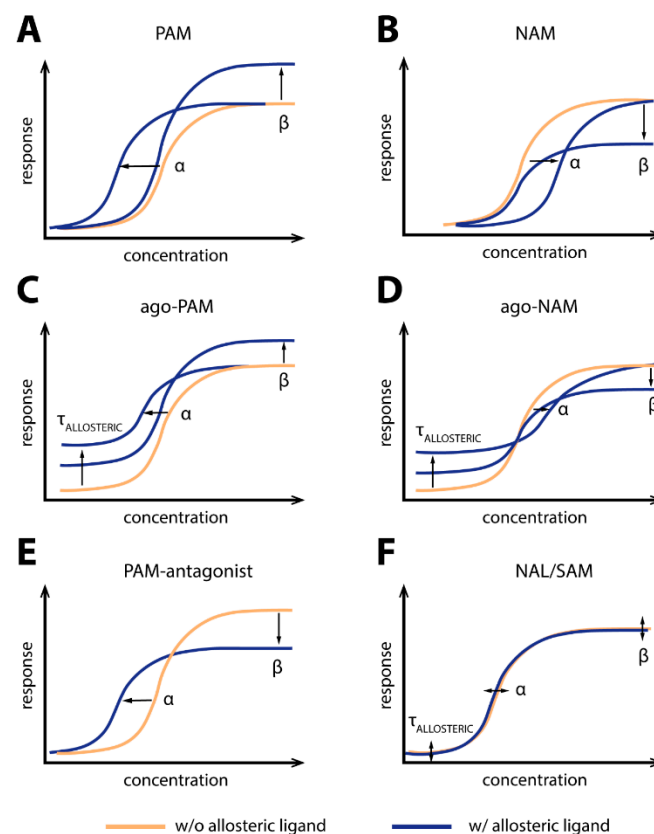 A
PAM
response
α
β
concentration
B
NAM
response
α
β
concentration
C
ago-PAM
response
τALLOSTERIC
α
β
concentration
D
ago-NAM
response
τALLOSTERIC
α
β
concentration
E
PAM-antagonist
response
α
β
concentration
F
NAL/SAM
response
τALLOSTERIC
α
β
concentration
w/o allosteric ligand
w/ allosteric ligand